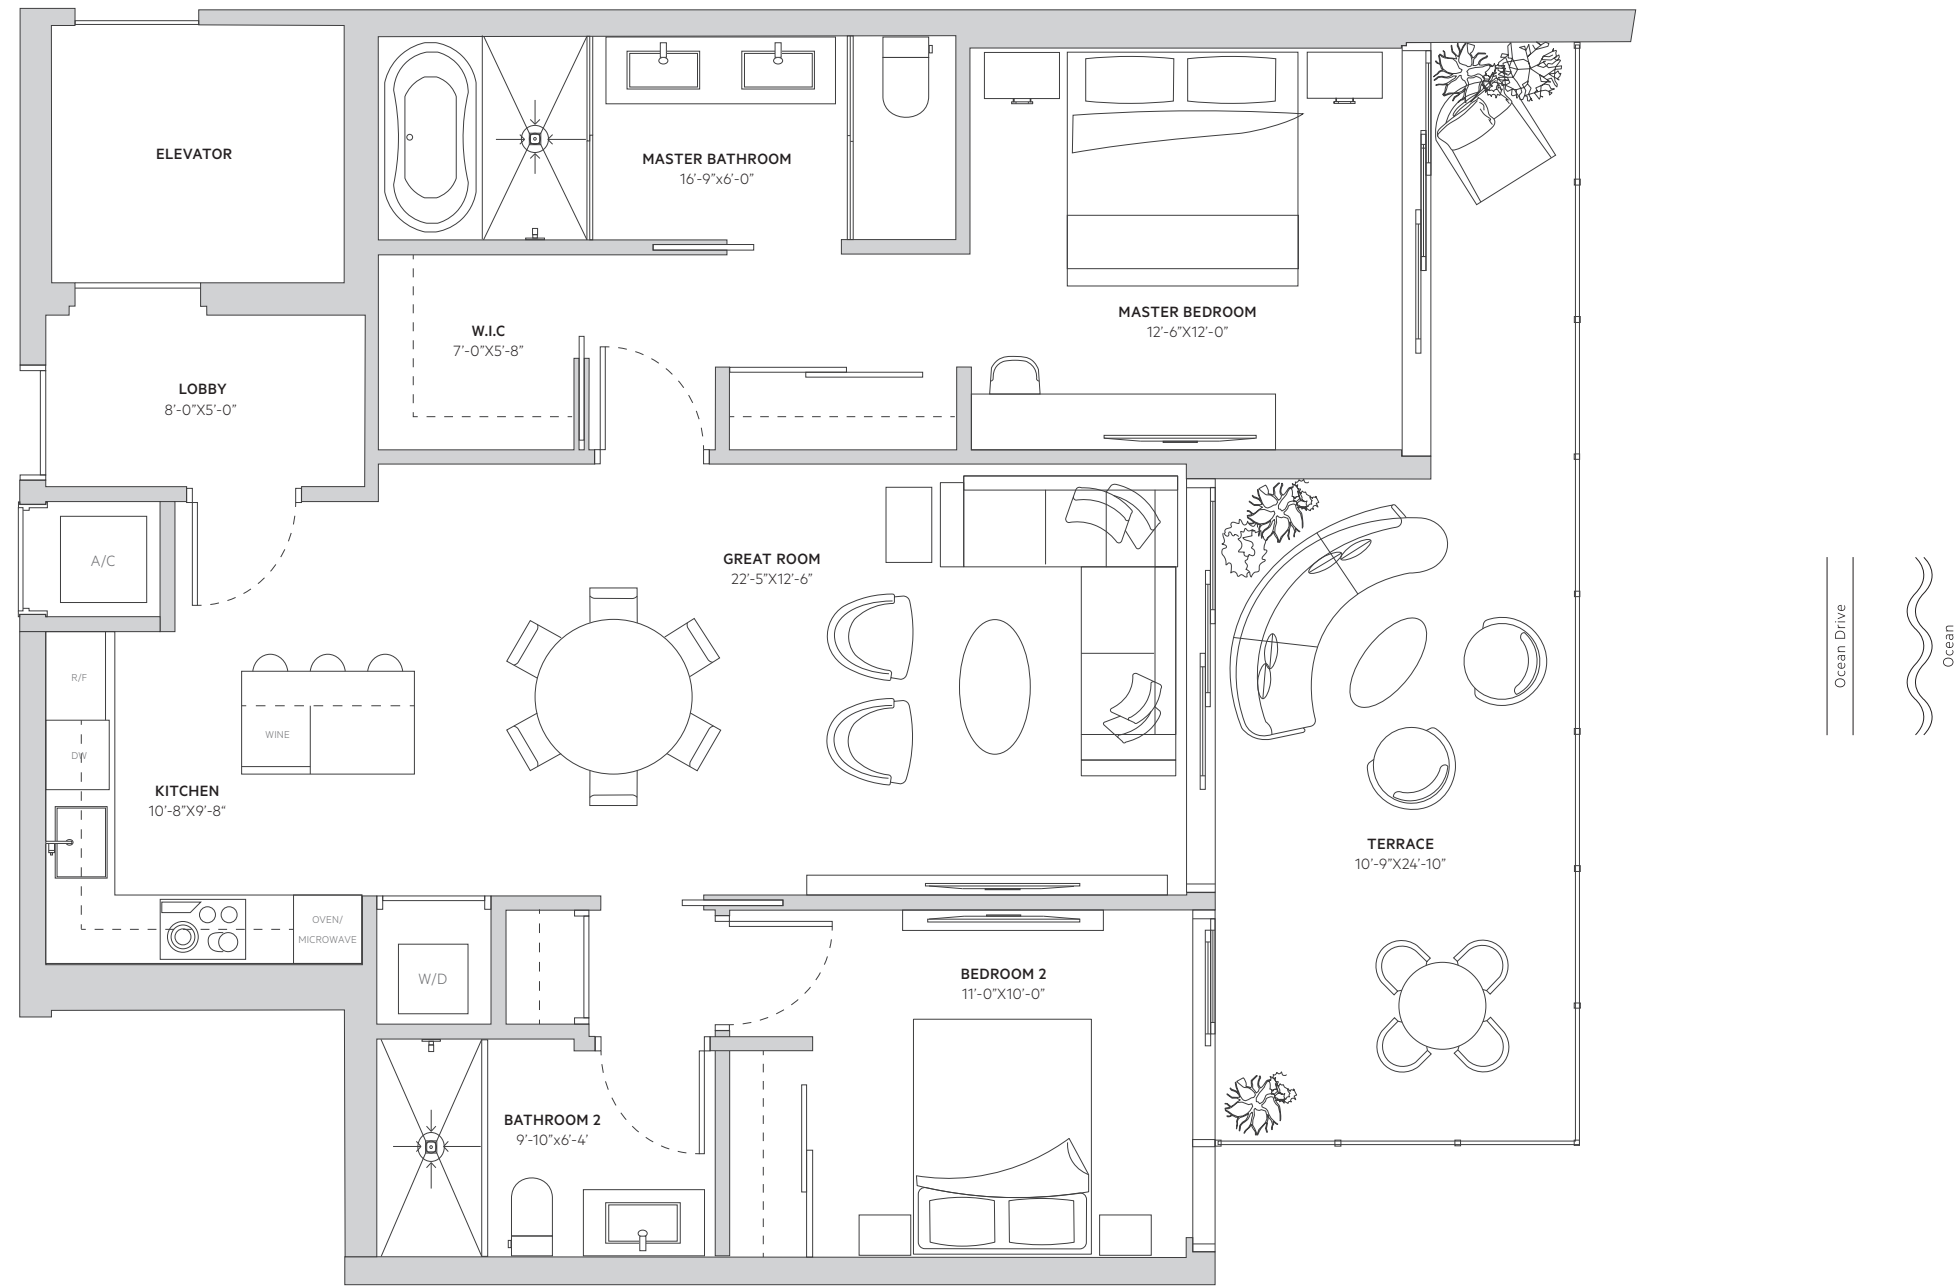 ELEVATOR
MASTER BATHROOM
16'-9"x6'-0"
MASTER BEDROOM
12'-6"X12'-0"
W.I.C
7'-0"X5'-8"
LOBBY
8'-0"X5'-0"
A/C
GREAT ROOM
22'-5"X12'-6"
R/F
WINE
DW
KITCHEN
10'-8"X9'-8"
OVEN/
MICROWAVE
W/D
TERRACE
10'-9"X24'-10"
BEDROOM 2
11'-0"X10'-0"
BATHROOM 2
9'-10"x6'-4'
Ocean Drive
Ocean